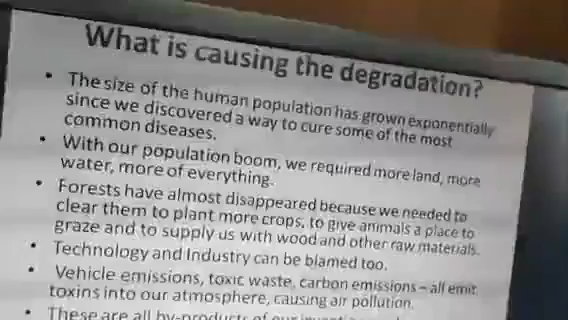 What is causing the degradation?
• The size of the human population has grown exponentially
since we discovered a way to cure some of the most
common diseases.
• With our population boom, we required more land, more
water, more of everything.
• Forests have almost disappeared because we needed to
clear them to plant more crops, to give animals a place to
graze and to supply us with wood and other raw materials.
• Technology and Industry can be blamed too.
• Vehicle emissions, toxic waste, carbon emissions – all emit
toxins into our atmosphere, causing air pollution.
• These are all by-products of our